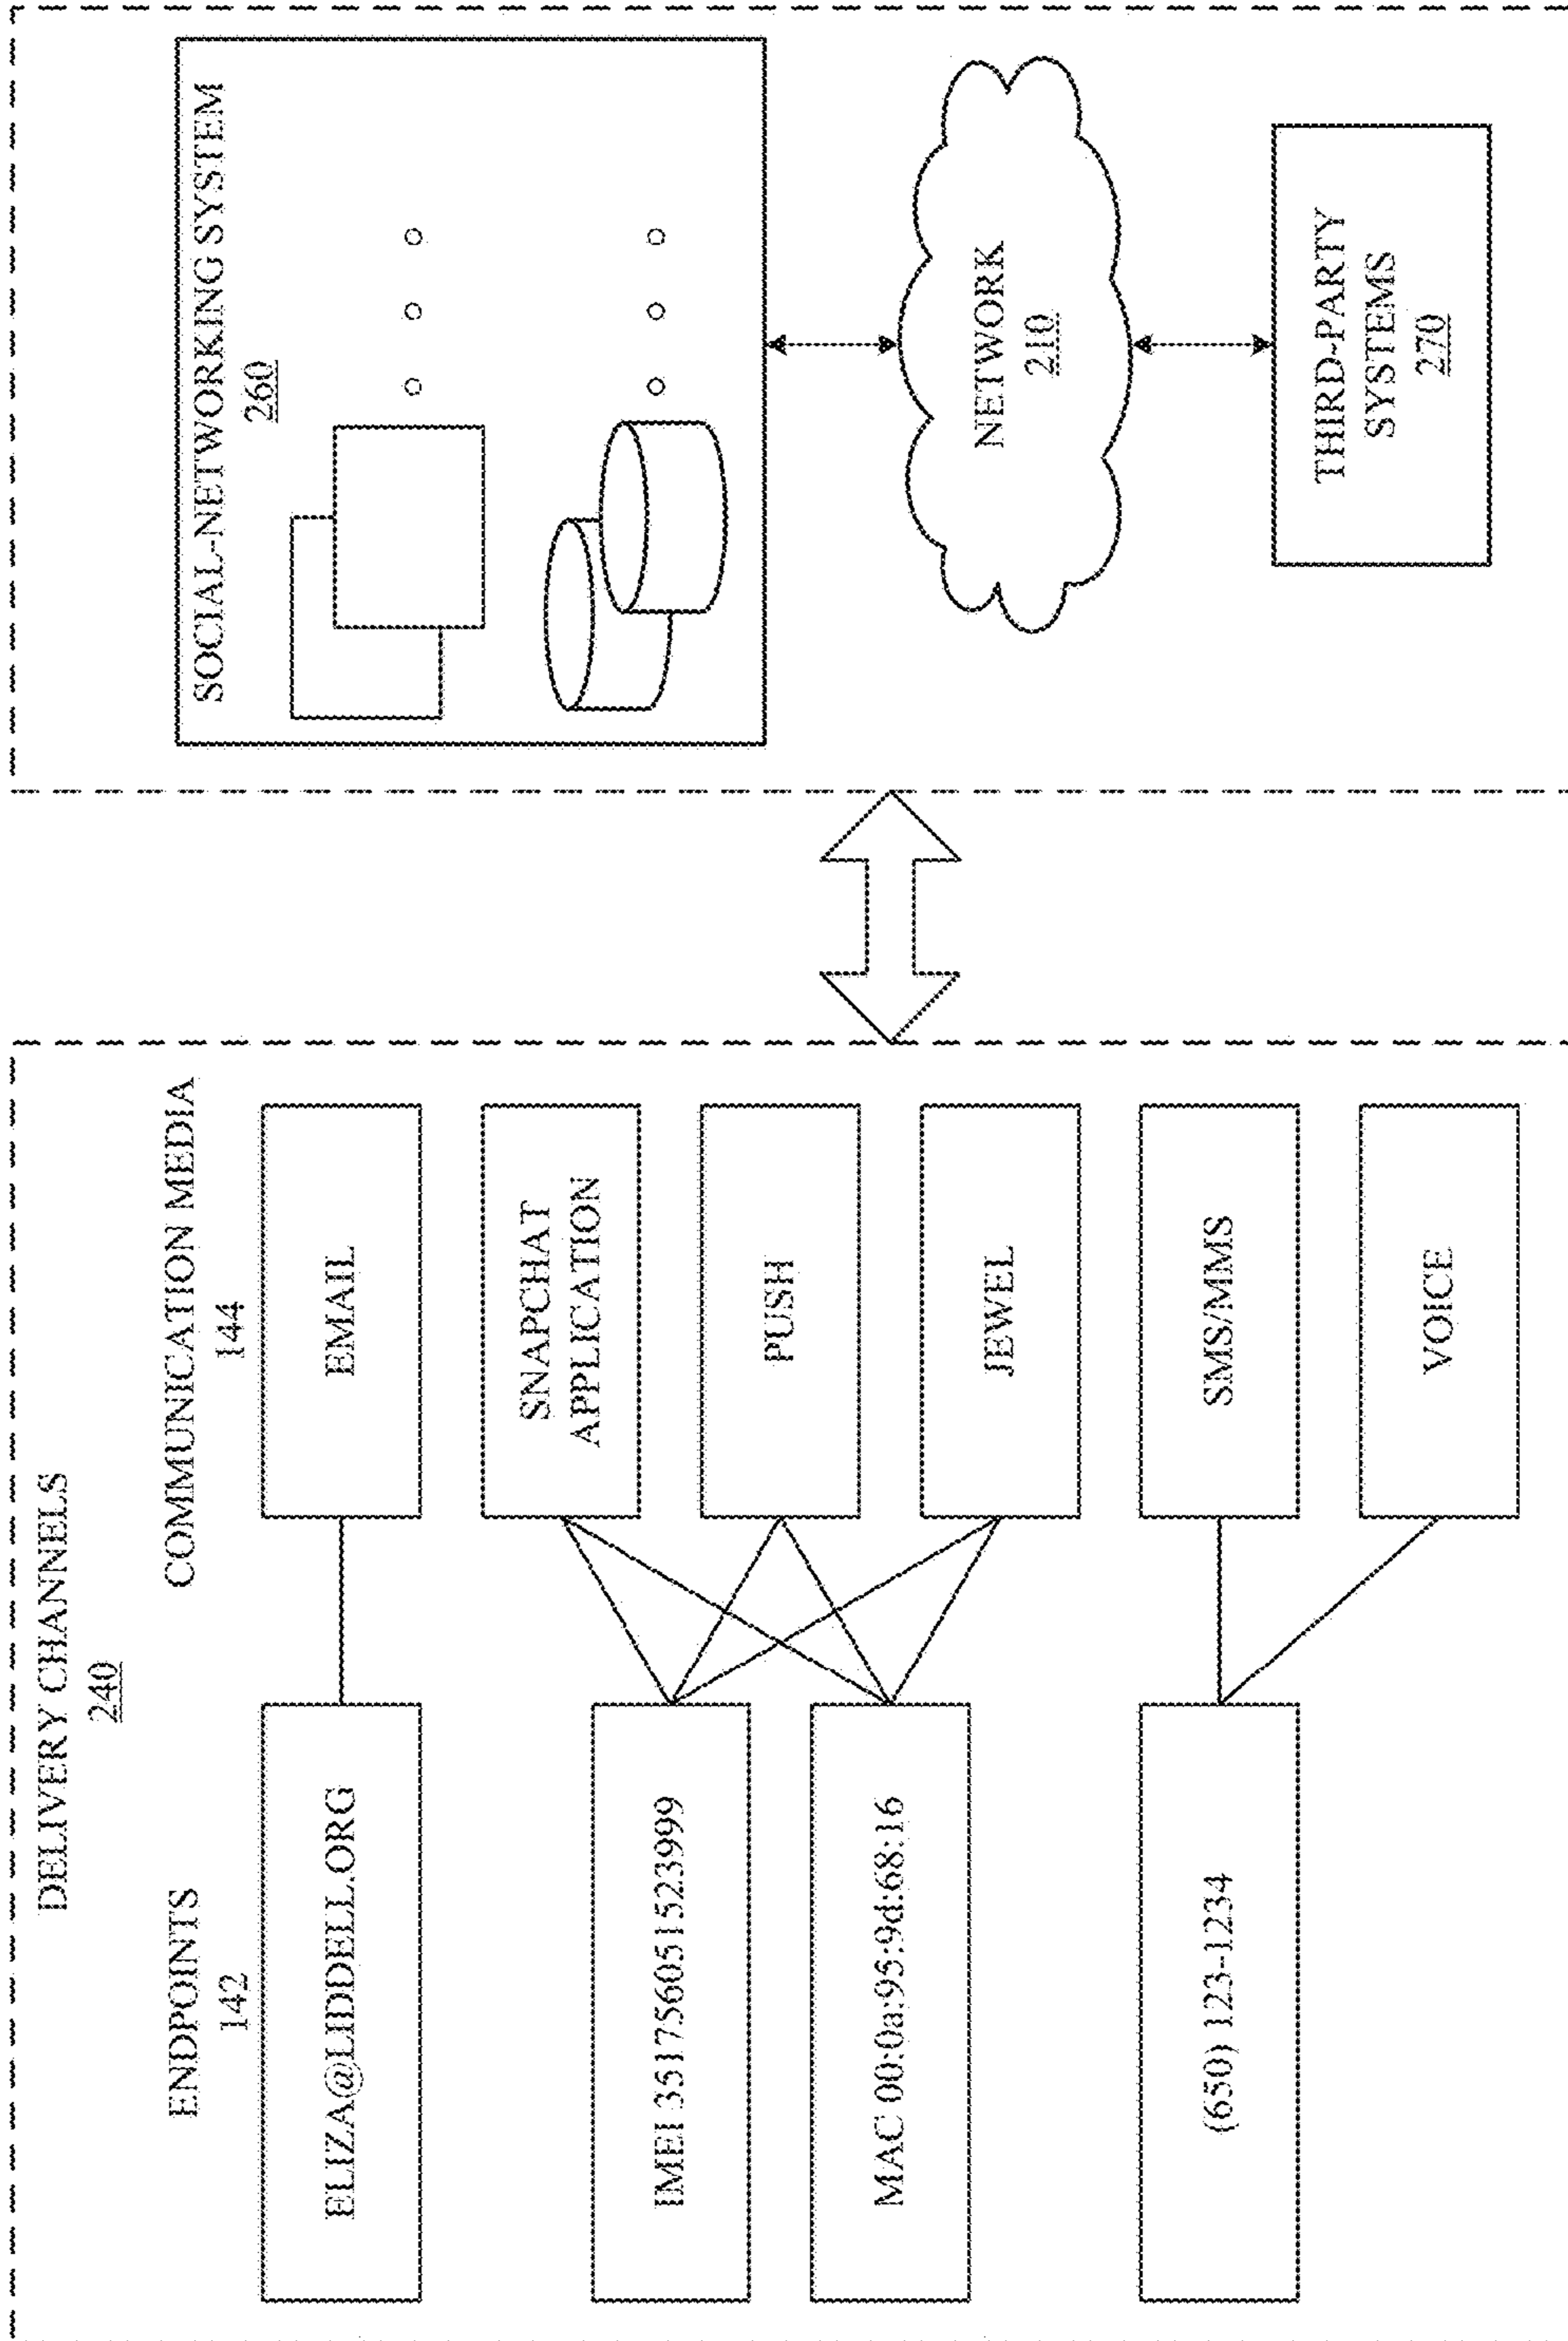 DELIVERY CHANNELS
240
ENDPOINTS
142
COMMUNICATION MEDIA
144
ELIZA@LIDDELL.ORG
EMAIL
SNAPCHAT
APPLICATION
IMEI 351756051523999
PUSH
MAC 00:0a:95:9d:68:16
JEWEL
(650) 123-1234
SMS/MMS
VOICE
SOCIAL-NETWORKING SYSTEM
260
NETWORK
210
THIRD-PARTY
SYSTEMS
270